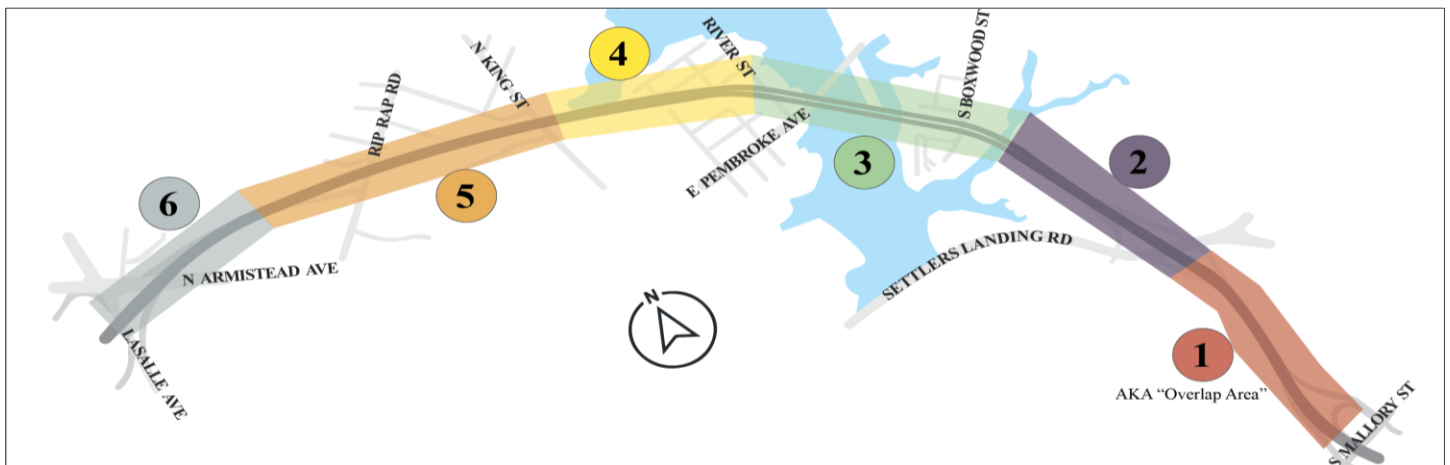 RIVER ST
S BOXWOOD ST
4
N KING ST
RIP RAP RD
3
2
E PEMBROKE AVE
5
6
SETTLERS LANDING RD
N ARMISTEAD AVE
N
LASALLE AVE
1
AKA “Overlap Area”
S MALLORY ST